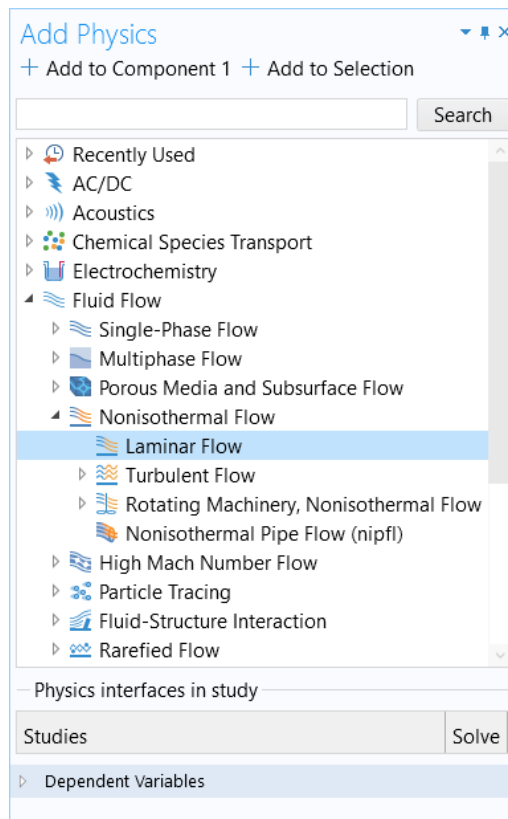 Add Physics
+ Add to Component 1 + Add to Selection
Search
Recently Used
AC/DC
Acoustics
Chemical Species Transport
Electrochemistry
Fluid Flow
Single-Phase Flow
Multiphase Flow
Porous Media and Subsurface Flow
Nonisothermal Flow
Laminar Flow
Turbulent Flow
Rotating Machinery, Nonisothermal Flow
Nonisothermal Pipe Flow (nipfl)
High Mach Number Flow
Particle Tracing
Fluid-Structure Interaction
Rarefied Flow
Physics interfaces in study
Studies Solve
Dependent Variables